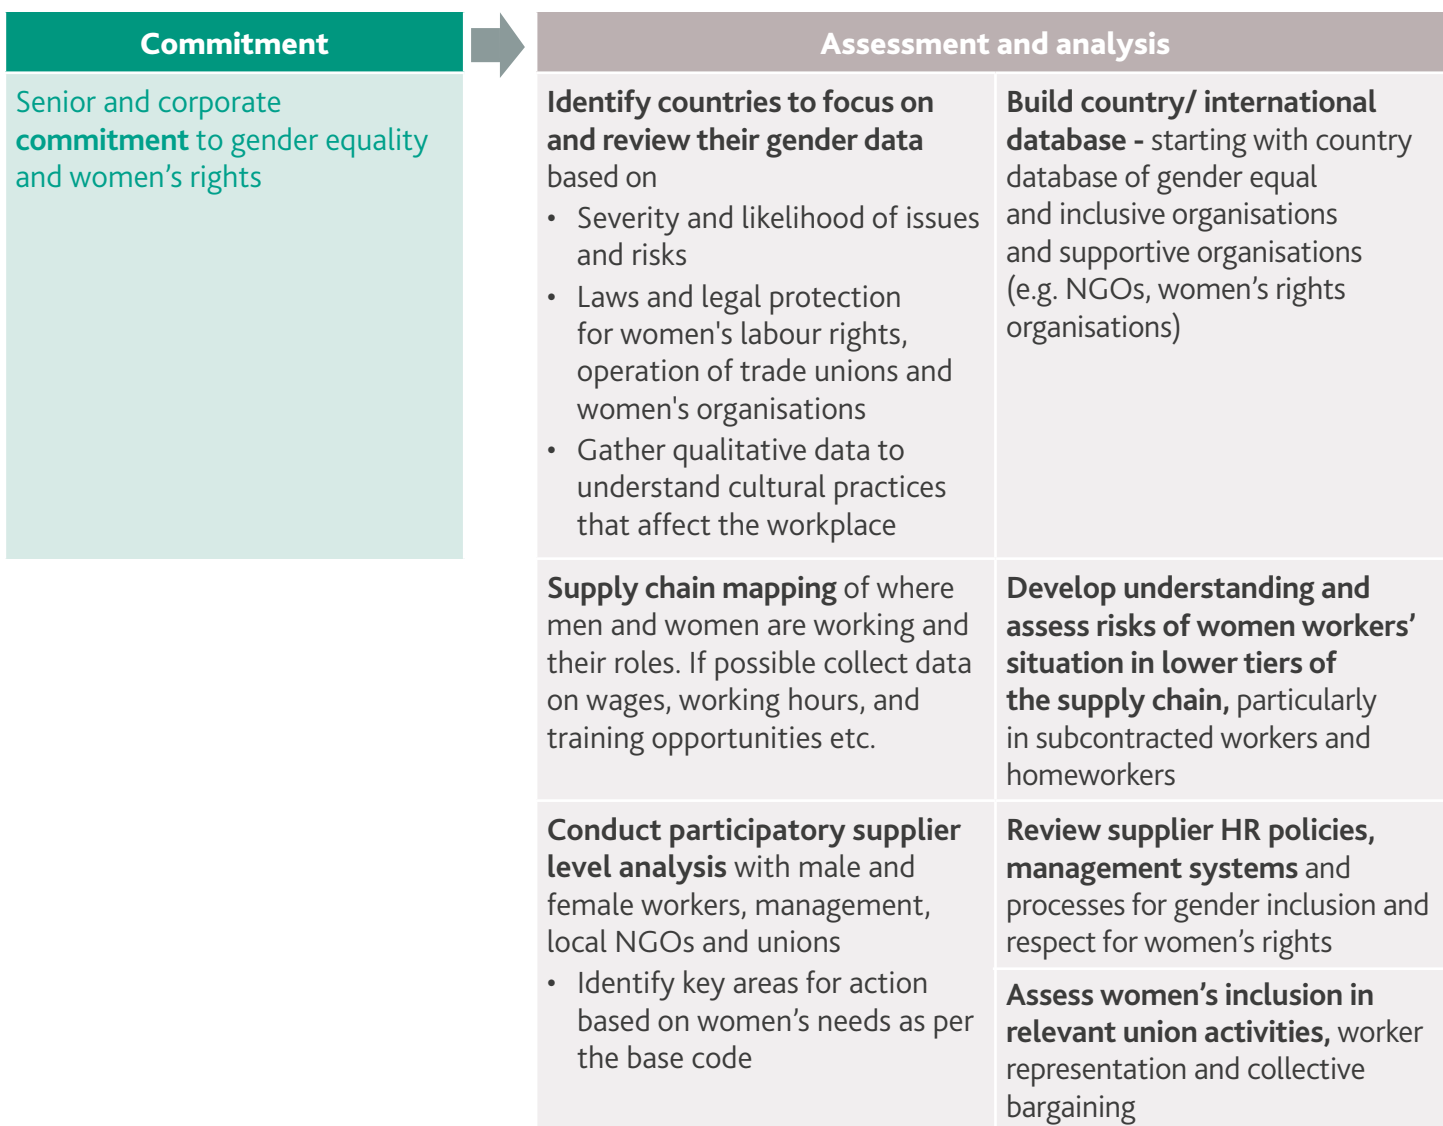 Commitment
Senior and corporate
commitment to gender equality
and women’s rights
Assessment and analysis
Identify countries to focus on
and review their gender data
based on
• Severity and likelihood of issues
and risks
• Laws and legal protection
for women's labour rights,
operation of trade unions and
women's organisations
• Gather qualitative data to
understand cultural practices
that affect the workplace
Build country/ international
database - starting with country
database of gender equal
and inclusive organisations
and supportive organisations
(e.g. NGOs, women’s rights
organisations)
Supply chain mapping of where
men and women are working and
their roles. If possible collect data
on wages, working hours, and
training opportunities etc.
Develop understanding and
assess risks of women workers’
situation in lower tiers of
the supply chain, particularly
in subcontracted workers and
homeworkers
Conduct participatory supplier
level analysis with male and
female workers, management,
local NGOs and unions
• Identify key areas for action
based on women’s needs as per
the base code
Review supplier HR policies,
management systems and
processes for gender inclusion and
respect for women’s rights
Assess women’s inclusion in
relevant union activities, worker
representation and collective
bargaining